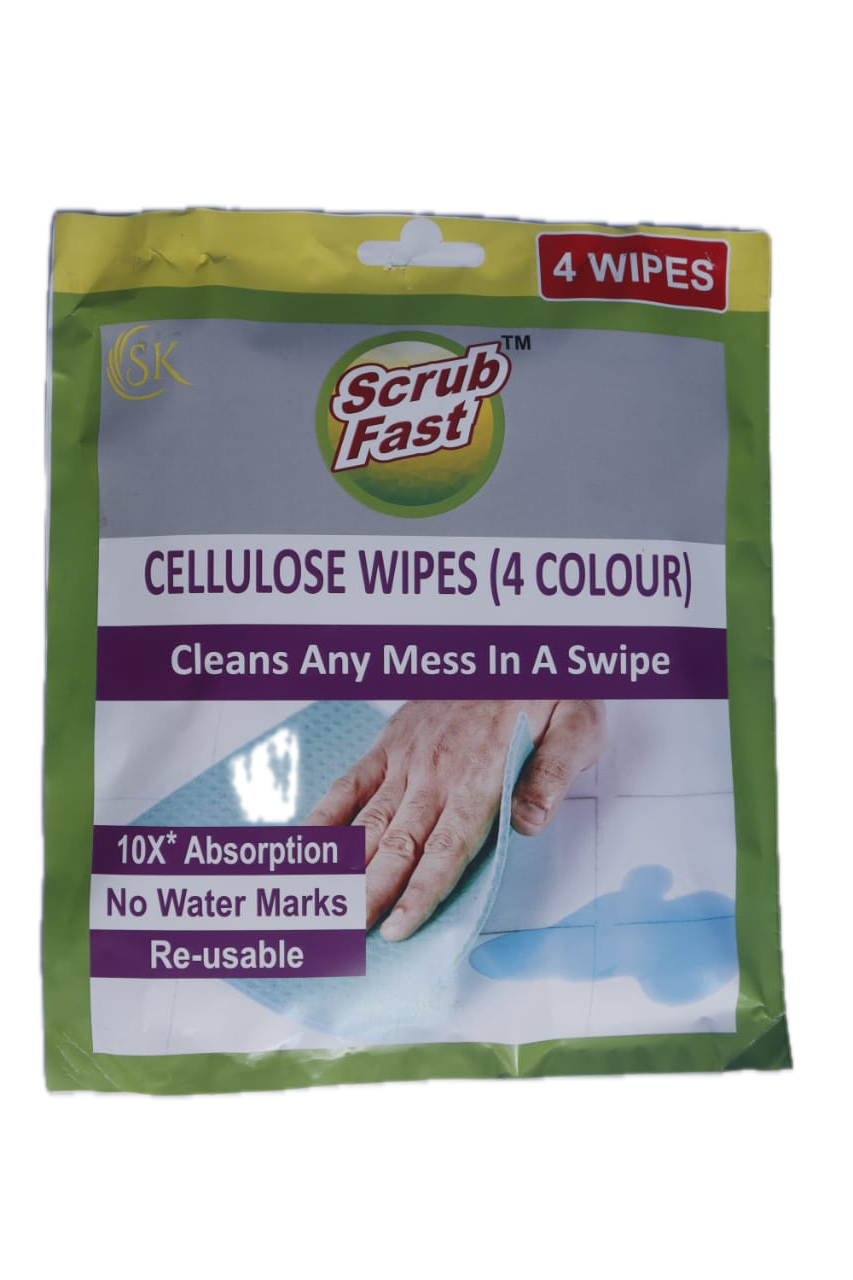 4 WIPES
SK
Scrub
Fast
TM
CELLULOSE WIPES (4 COLOUR)
Cleans Any Mess In A Swipe
10X* Absorption
No Water Marks
Re-usable